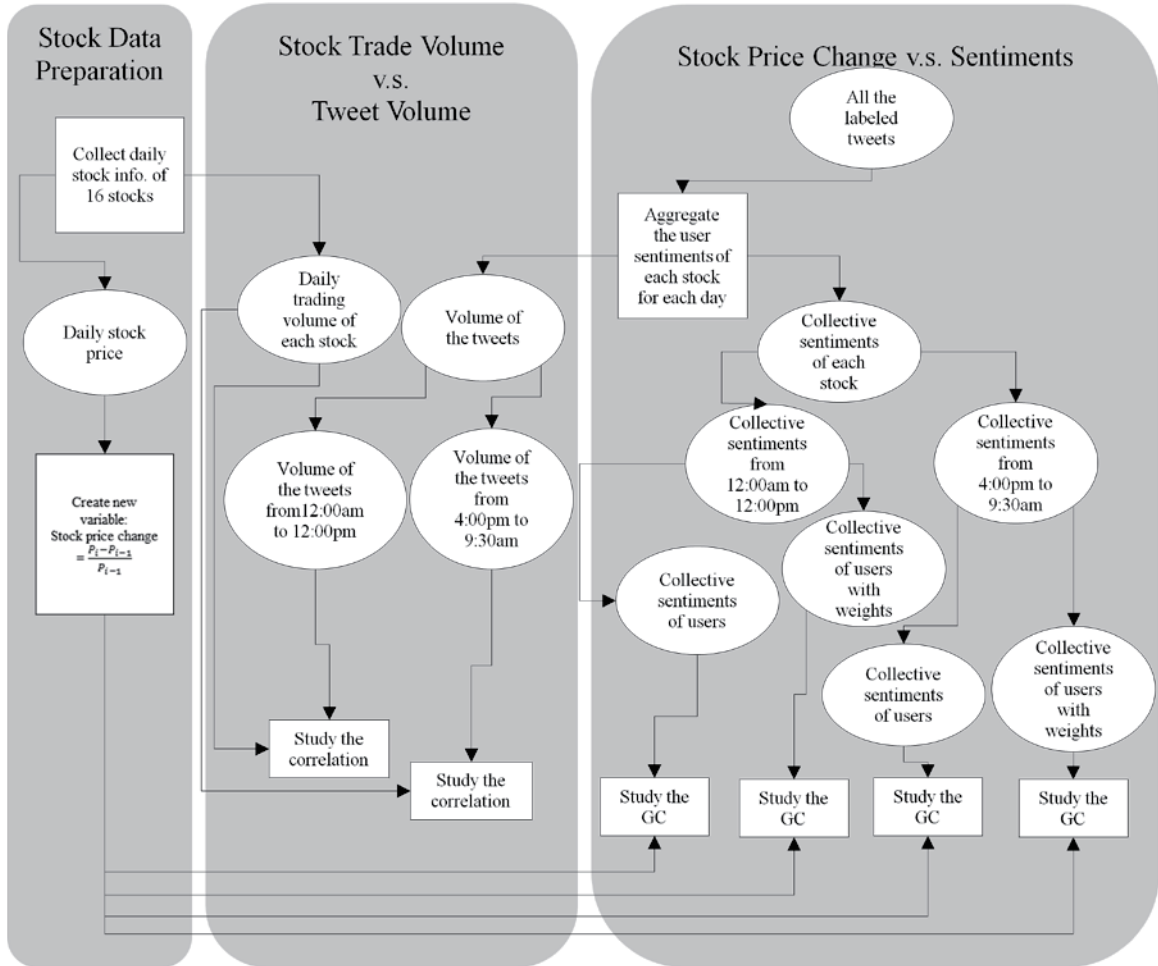 Stock Data
Preparation
Collect daily
stock info. of
16 stocks
Daily stock
price
Create new
variable:
Stock price change
= (P_i − P_{i−1}) / P_{i−1}
Stock Trade Volume
v.s.
Tweet Volume
Daily
trading
volume of
each stock
Volume of
the tweets
Volume of
the tweets
from12:00am
to 12:00pm
Volume of
the tweets
from
4:00pm to
9:30am
Study the
correlation
Study the
correlation
Stock Price Change v.s. Sentiments
All the
labeled
tweets
Aggregate
the user
sentiments of
each stock
for each day
Collective
sentiments
of each
stock
Collective
sentiments
from
12:00am to
12:00pm
Collective
sentiments
from
4:00pm to
9:30am
Collective
sentiments
of users
Collective
sentiments
of users
with
weights
Collective
sentiments
of users
Collective
sentiments
of users
with
weights
Study the
GC
Study the
GC
Study the
GC
Study the
GC